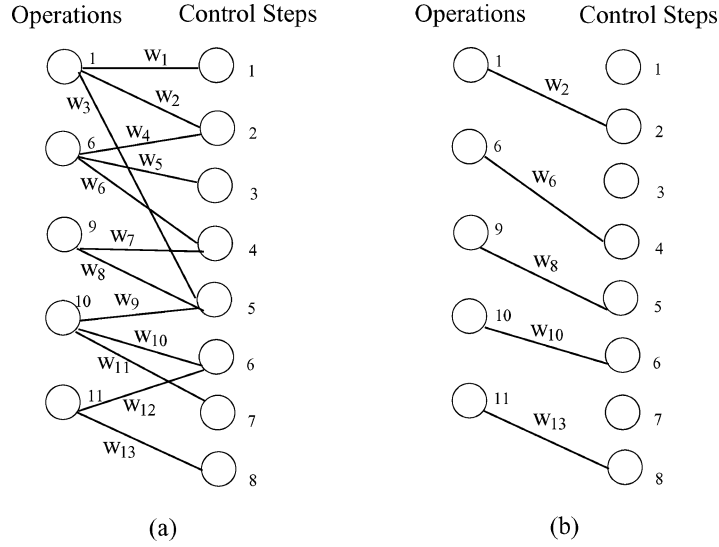 Operations Control Steps
1 W1 1
W2
W3 2
6 W4
W5
W6 3
9 W7 4
W8
10 W9 5
W10 6
W11
11 W12 7
W13
8
(a)
Operations Control Steps
1 1
W2
2
6
W6 3
4
9
W8
5
10
W10 6
11
W13 7
8
(b)